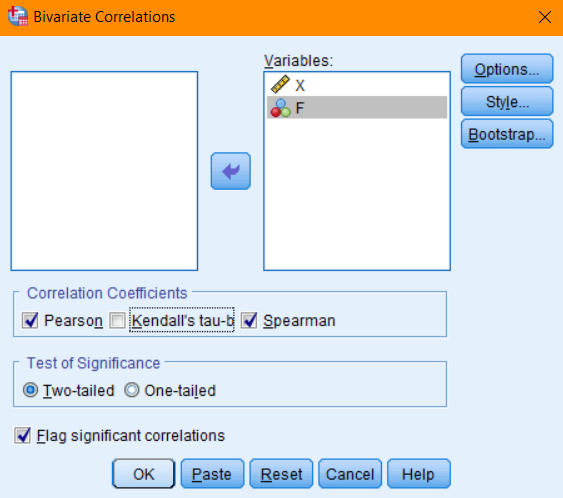 Bivariate Correlations
Variables:
X
F
Options...
Style...
Bootstrap...
Correlation Coefficients
Pearson Kendall's tau-b Spearman
Test of Significance
Two-tailed One-tailed
Flag significant correlations
OK Paste Reset Cancel Help